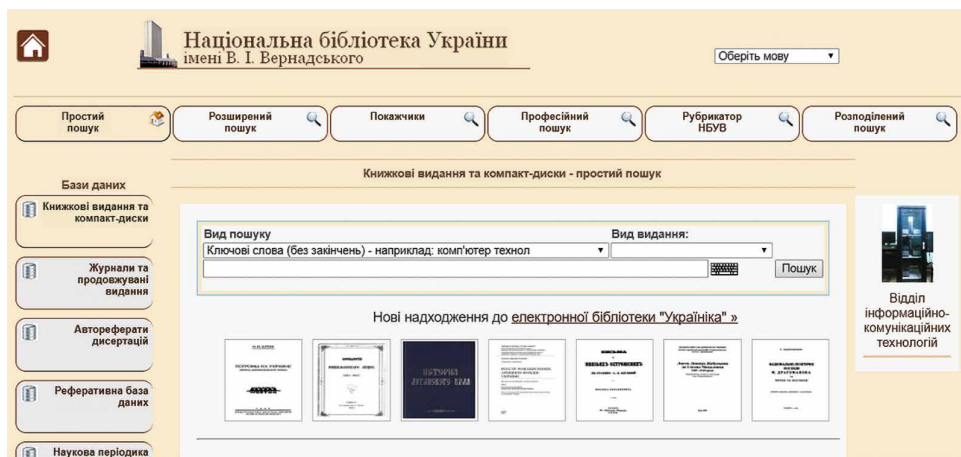 Національна бібліотека України
імені В. І. Вернадського
Оберіть мову
Простий
пошук
Розширений
пошук
Покажчики
Професійний
пошук
Рубрикатор
НБУВ
Розподілений
пошук
Книжкові видання та компакт-диски - простий пошук
Бази даних
Книжкові видання та
компакт-диски
Журнали та
продовжувані
видання
Автореферати
дисертацій
Реферативна база
даних
Наукова періодика
Вид пошуку
Вид видання:
Ключові слова (без закінчень) - наприклад: комп'ютер технол
Пошук
Нові надходження до електронної бібліотеки "Україніка" »
ИСТОРИЯ
ПИСЬМА
Відділ
інформаційно-
комунікаційних
технологій